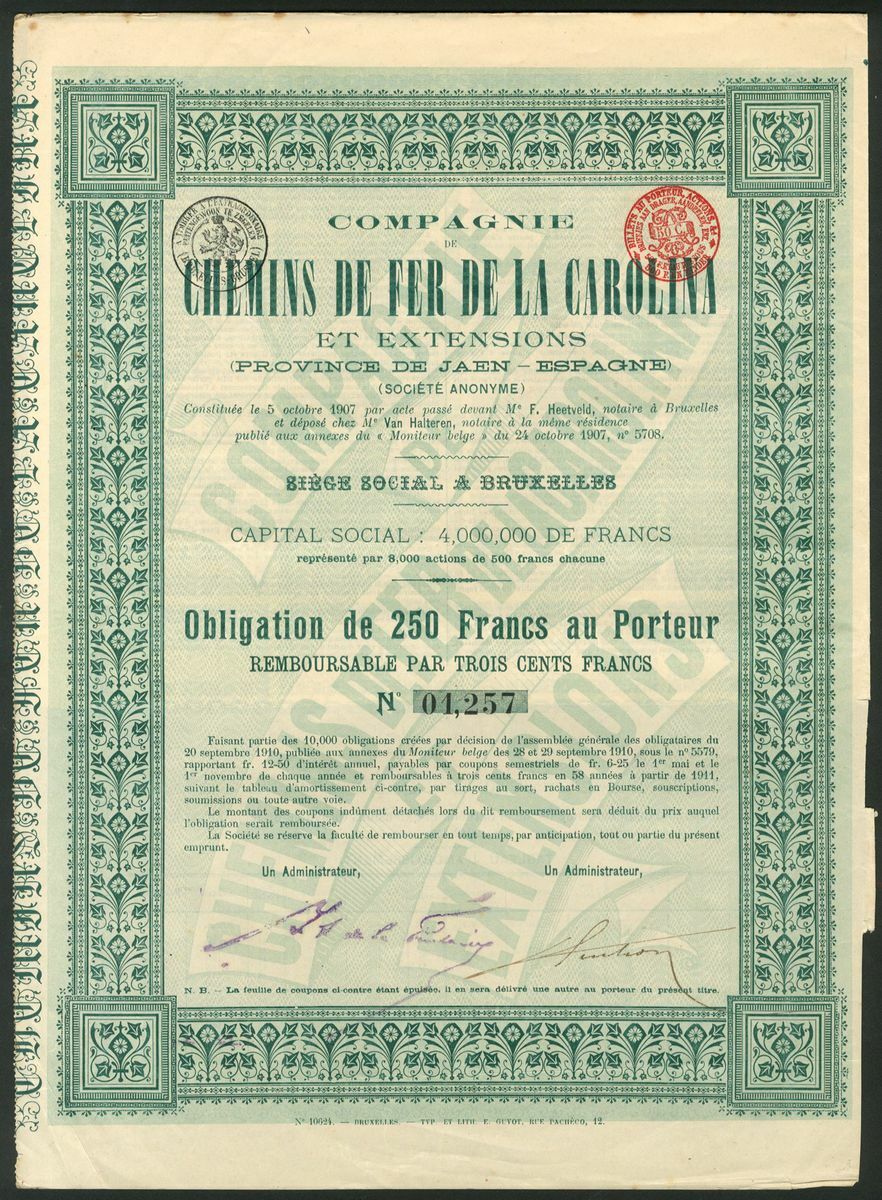 COMPAGNIE
DE
CHEMINS DE FER DE LA CAROLINA
ET EXTENSIONS
(PROVINCE DE JAEN - ESPAGNE)
(SOCIÉTÉ ANONYME)
Constituée le 5 octobre 1907 par acte passé devant Me F. Heetveld, notaire à Bruxelles
et déposé chez Me Van Halteren, notaire à la même résidence
publié aux annexes du « Moniteur belge » du 24 octobre 1907, no 5708.
SIÈGE SOCIAL A BRUXELLES
CAPITAL SOCIAL : 4,000,000 DE FRANCS
représenté par 8,000 actions de 500 francs chacune
Obligation de 250 Francs au Porteur
REMBOURSABLE PAR TROIS CENTS FRANCS
No 01,257
Faisant partie des 10,000 obligations créées par décision de l'assemblée générale des obligataires du
20 septembre 1910, publiée aux annexes du Moniteur belge des 28 et 29 septembre 1910, sous le no 5579,
rapportant fr. 12-50 d'intérêt annuel, payables par coupons semestriels de fr. 6-25 le 1er mai et le
1er novembre de chaque année et remboursables à trois cents francs en 58 années à partir de 1911,
suivant le tableau d'amortissement ci-contre, par tirages au sort, rachats en Bourse, souscriptions,
soumissions ou toute autre voie.
Le montant des coupons indûment détachés lors du dit remboursement sera déduit du prix auquel
l'obligation serait remboursée.
La Société se réserve la faculté de rembourser en tout temps, par anticipation, tout ou partie du présent
emprunt.
Un Administrateur, Un Administrateur,
N. B. - La feuille de coupons ci-contre étant épuisée, il en sera délivré une autre au porteur du présent titre.
No 10624. — BRUXELLES. — TYP. ET LITH. E. GUYOT, RUE PACHÉCO, 12.